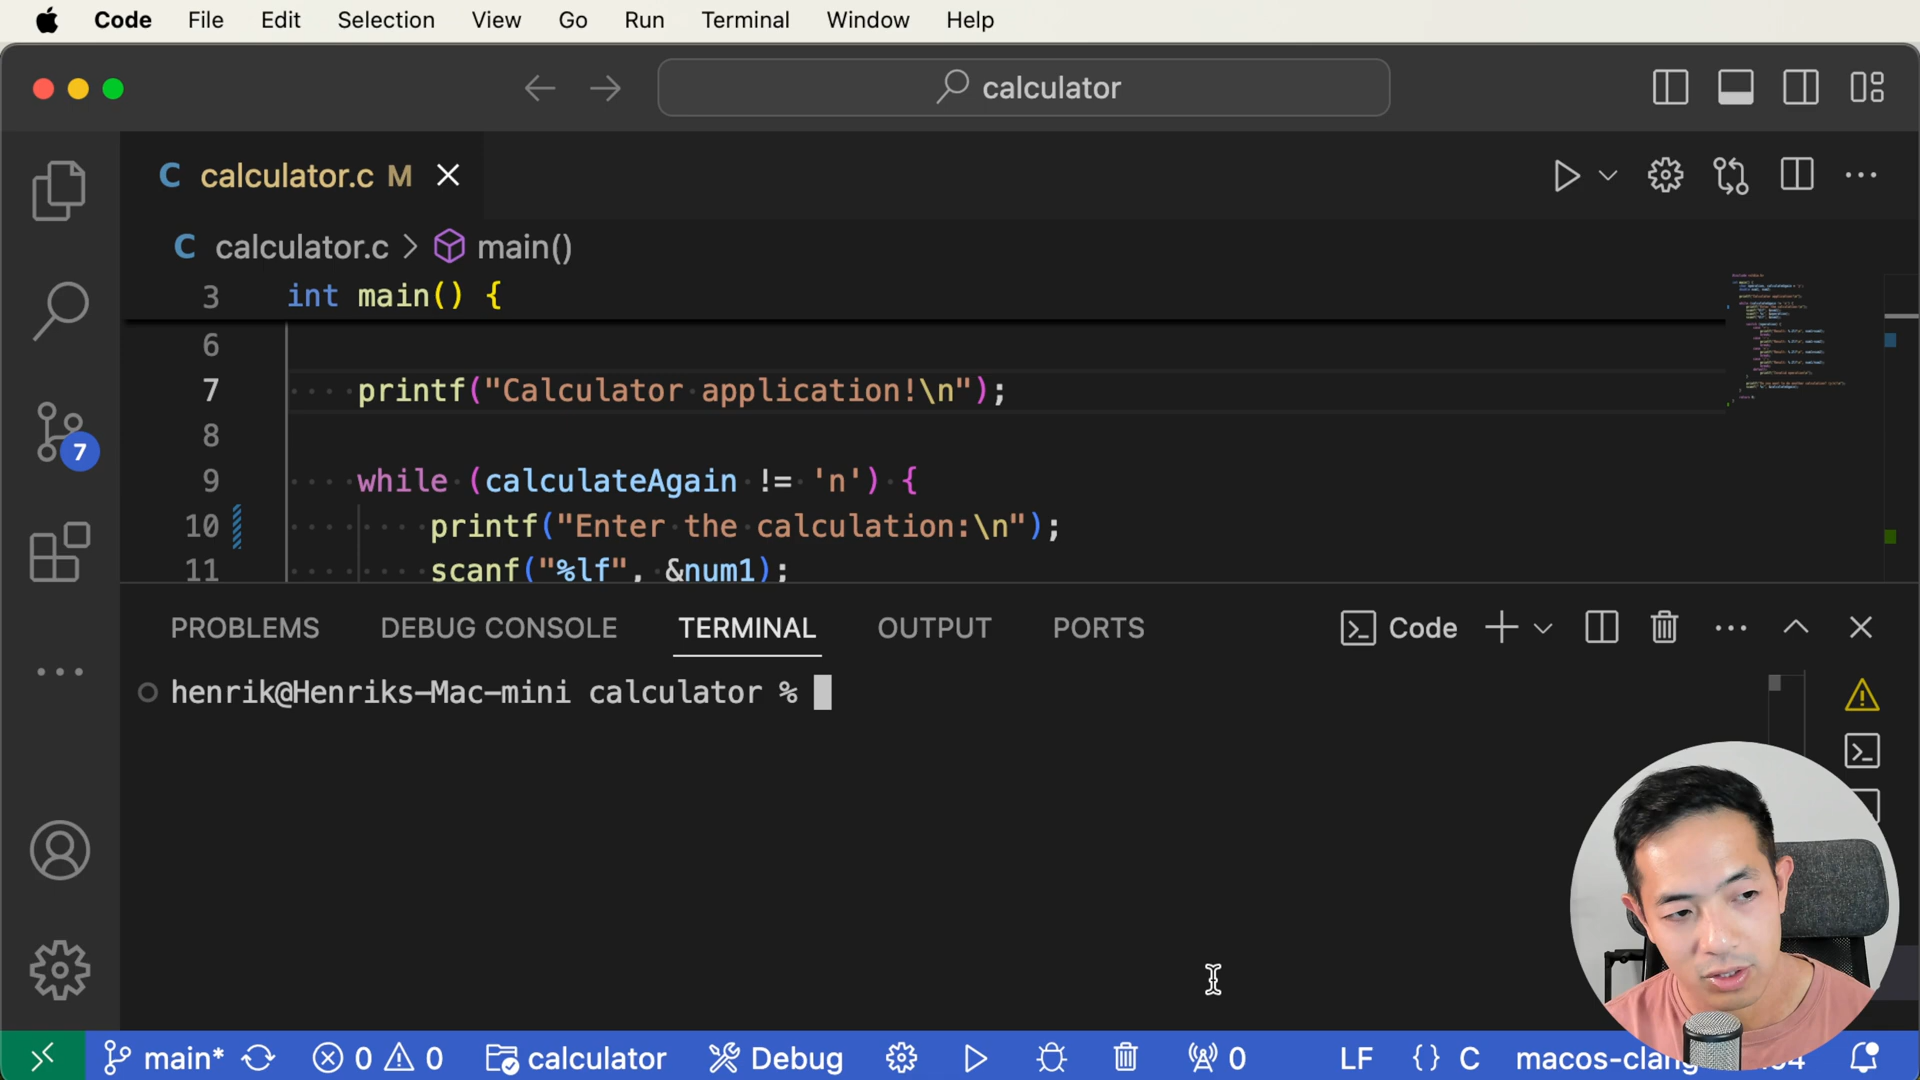 Code File Edit Selection View Go Run Terminal Window Help
calculator
C calculator.c M
C calculator.c > main()
3 int main() {
6
7 printf("Calculator application!\n");
8
9 while (calculateAgain != 'n') {
10 printf("Enter the calculation:\n");
11 scanf("%lf", &num1);
7
PROBLEMS DEBUG CONSOLE TERMINAL OUTPUT PORTS Code
henrik@Henriks-Mac-mini calculator %
main* 0 0 calculator Debug 0 LF {} C macos-clang